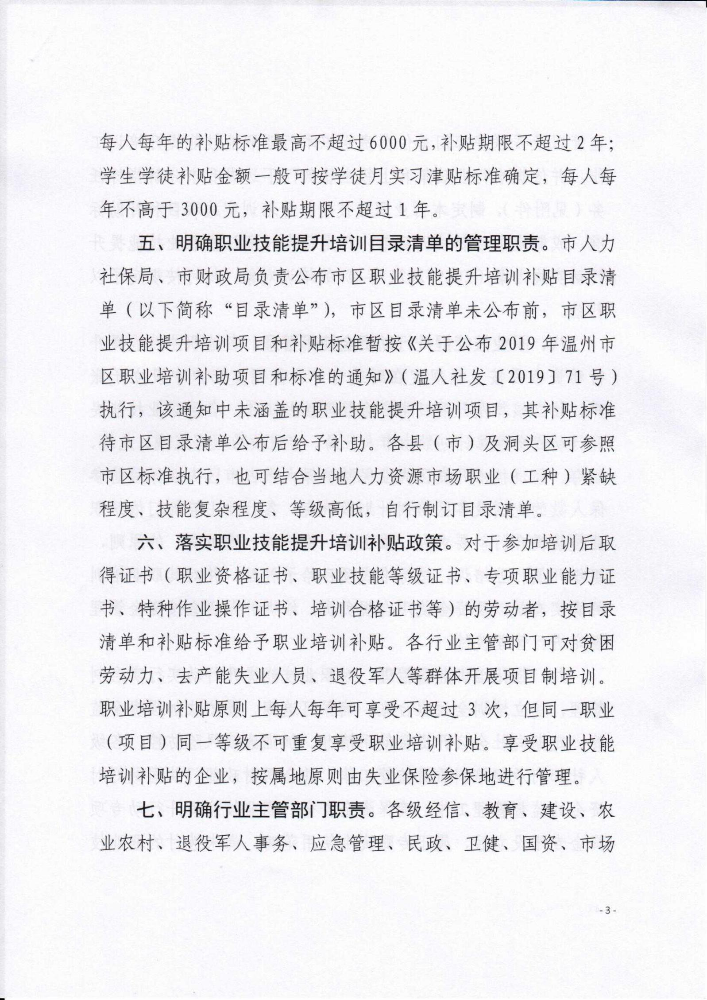 每人每年的补贴标准最高不超过6000元,补贴期限不超过2年;
学生学徒补贴金额一般可按学徒月实习津贴标准确定，每人每
年不高于3000元，补贴期限不超过1年。
五、明确职业技能提升培训目录清单的管理职责。市人力
社保局、市财政局负责公布市区职业技能提升培训补贴目录清
单（以下简称“目录清单”），市区目录清单未公布前，市区职
业技能提升培训项目和补贴标准暂按《关于公布2019年温州市
区职业培训补助项目和标准的通知》（温人社发〔2019〕71号）
执行，该通知中未涵盖的职业技能提升培训项目，其补贴标准
待市区目录清单公布后给予补助。各县（市）及洞头区可参照
市区标准执行，也可结合当地人力资源市场职业（工种）紧缺
程度、技能复杂程度、等级高低，自行制订目录清单。
六、落实职业技能提升培训补贴政策。对于参加培训后取
得证书（职业资格证书、职业技能等级证书、专项职业能力证
书、特种作业操作证书、培训合格证书等）的劳动者，按目录
清单和补贴标准给予职业培训补贴。各行业主管部门可对贫困
劳动力、去产能失业人员、退役军人等群体开展项目制培训。
职业培训补贴原则上每人每年可享受不超过3次，但同一职业
（项目）同一等级不可重复享受职业培训补贴。享受职业技能
培训补贴的企业，按属地原则由失业保险参保地进行管理。
七、明确行业主管部门职责。各级经信、教育、建设、农
业农村、退役军人事务、应急管理、民政、卫健、国资、市场
-3-